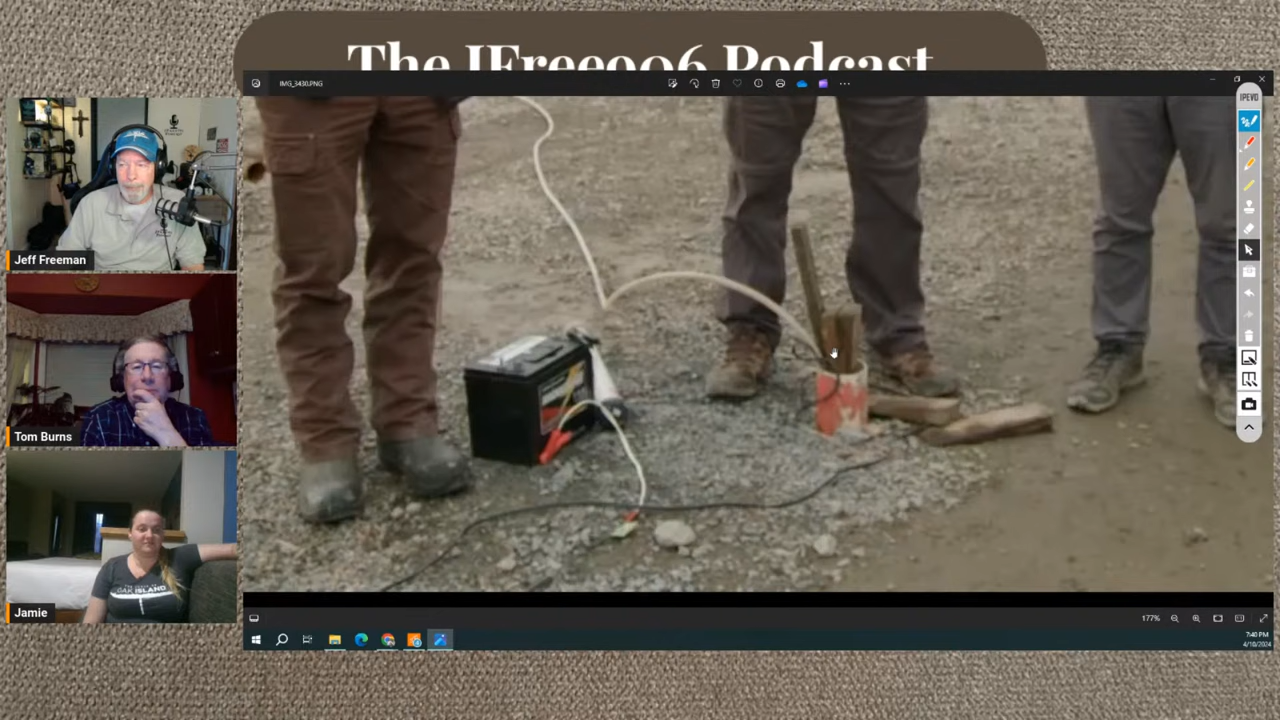 The JFree906 Podcast
IMG_3430.PNG
IPEVO
Jeff Freeman
Tom Burns
OAK ISLAND
Jamie
177%
7:40 PM
4/18/2024